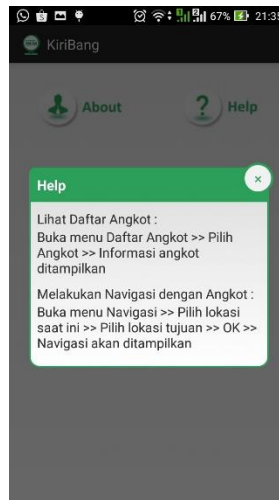 67% 21:35
KiriBang
About ? Help
Help ×
Lihat Daftar Angkot :
Buka menu Daftar Angkot >> Pilih
Angkot >> Informasi angkot
ditampilkan
Melakukan Navigasi dengan Angkot :
Buka menu Navigasi >> Pilih lokasi
saat ini >> Pilih lokasi tujuan >> OK >>
Navigasi akan ditampilkan